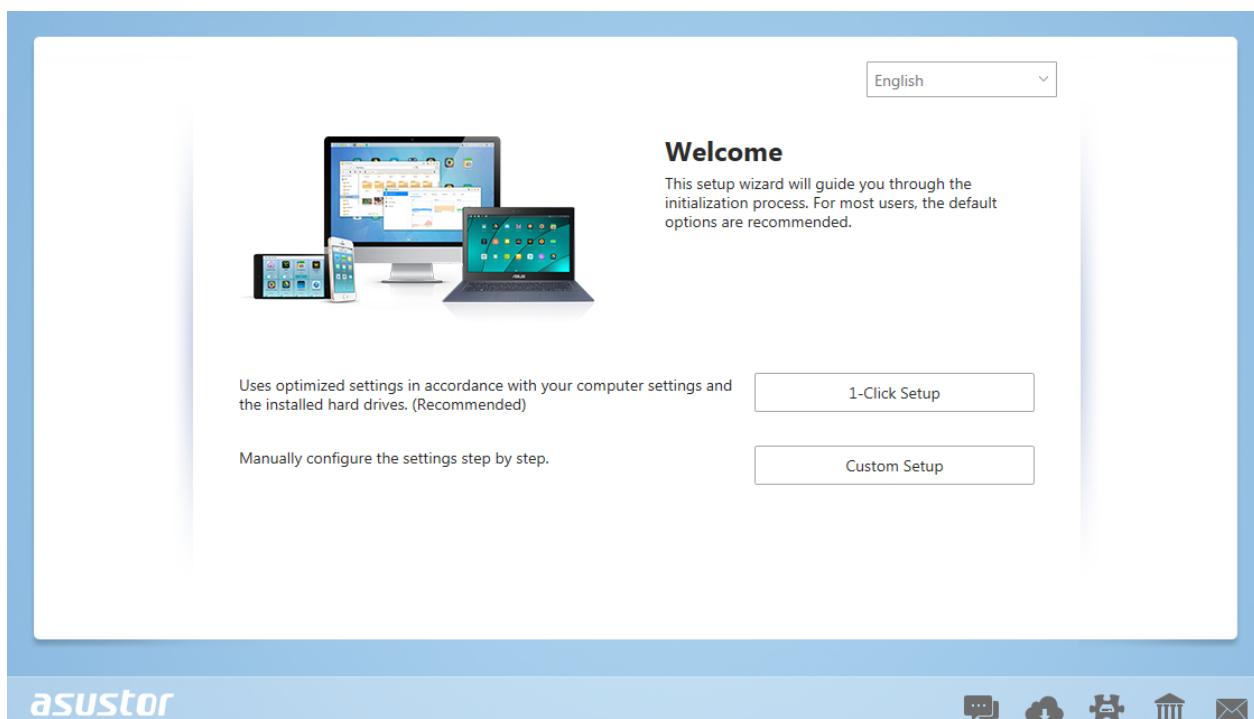 English
Welcome
This setup wizard will guide you through the
initialization process. For most users, the default
options are recommended.
Uses optimized settings in accordance with your computer settings and
the installed hard drives. (Recommended)
1-Click Setup
Manually configure the settings step by step.
Custom Setup
asustor